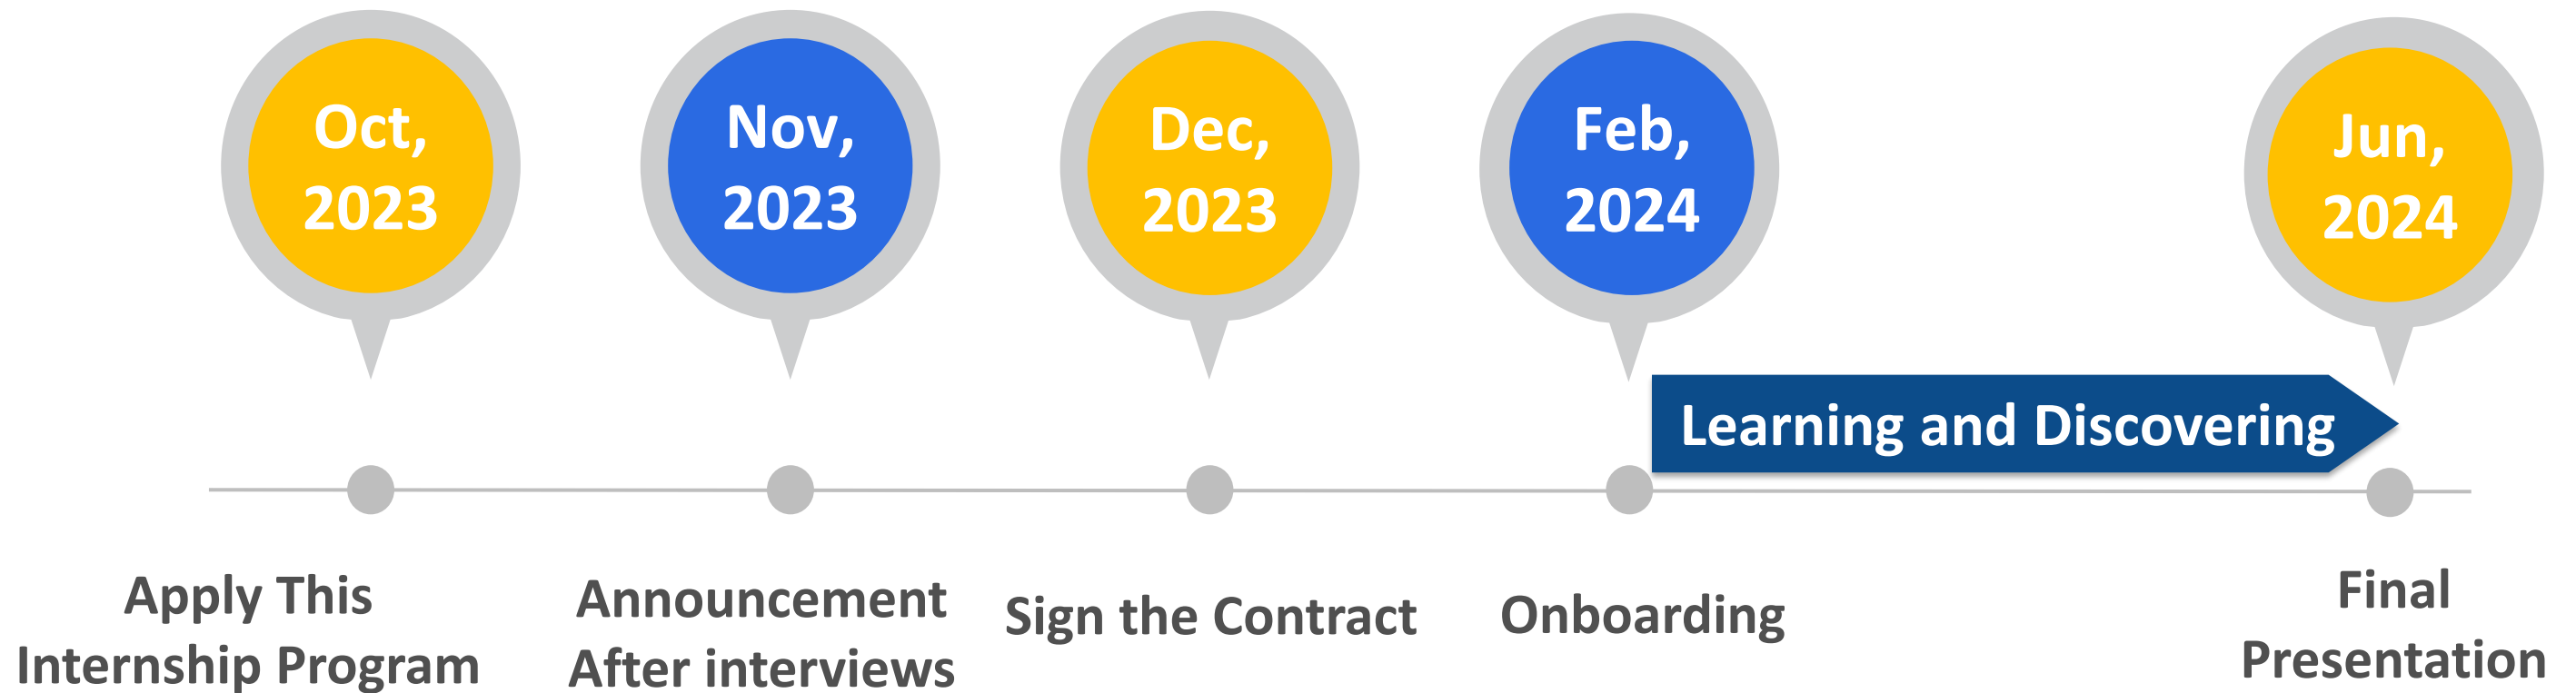 Oct,
2023
Nov,
2023
Dec,
2023
Feb,
2024
Jun,
2024
Learning and Discovering
Apply This
Internship Program
Announcement
After interviews
Sign the Contract
Onboarding
Final
Presentation